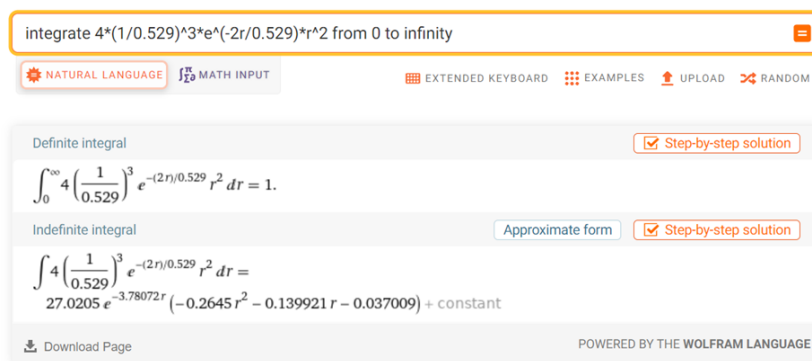 integrate 4*(1/0.529)^3*e^(-2r/0.529)*r^2 from 0 to infinity
NATURAL LANGUAGE ∫π Σ∂ MATH INPUT EXTENDED KEYBOARD EXAMPLES UPLOAD RANDOM
Definite integral Step-by-step solution
∫₀^∞ 4 (1/0.529)³ e^(-(2 r)/0.529) r² dr = 1.
Indefinite integral Approximate form Step-by-step solution
∫ 4 (1/0.529)³ e^(-(2 r)/0.529) r² dr =
27.0205 e^(-3.78072 r) (-0.2645 r² - 0.139921 r - 0.037009) + constant
Download Page POWERED BY THE WOLFRAM LANGUAGE